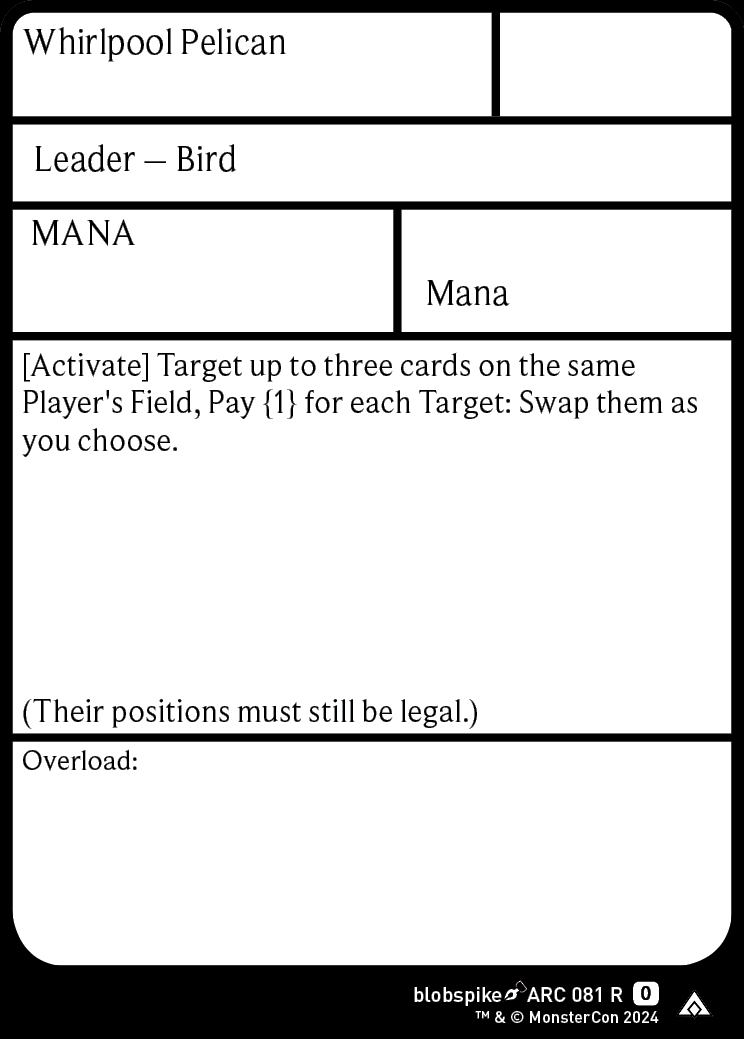 Whirlpool Pelican
Leader – Bird
MANA
Mana
[Activate] Target up to three cards on the same
Player's Field, Pay {1} for each Target: Swap them as
you choose.
(Their positions must still be legal.)
Overload:
blobspike ARC 081 R 0
™ & © MonsterCon 2024